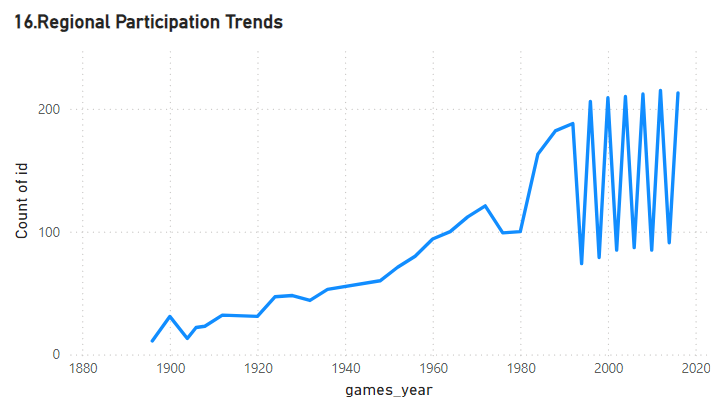 16.Regional Participation Trends
200
100
0
Count of id
1880 1900 1920 1940 1960 1980 2000 2020
games_year